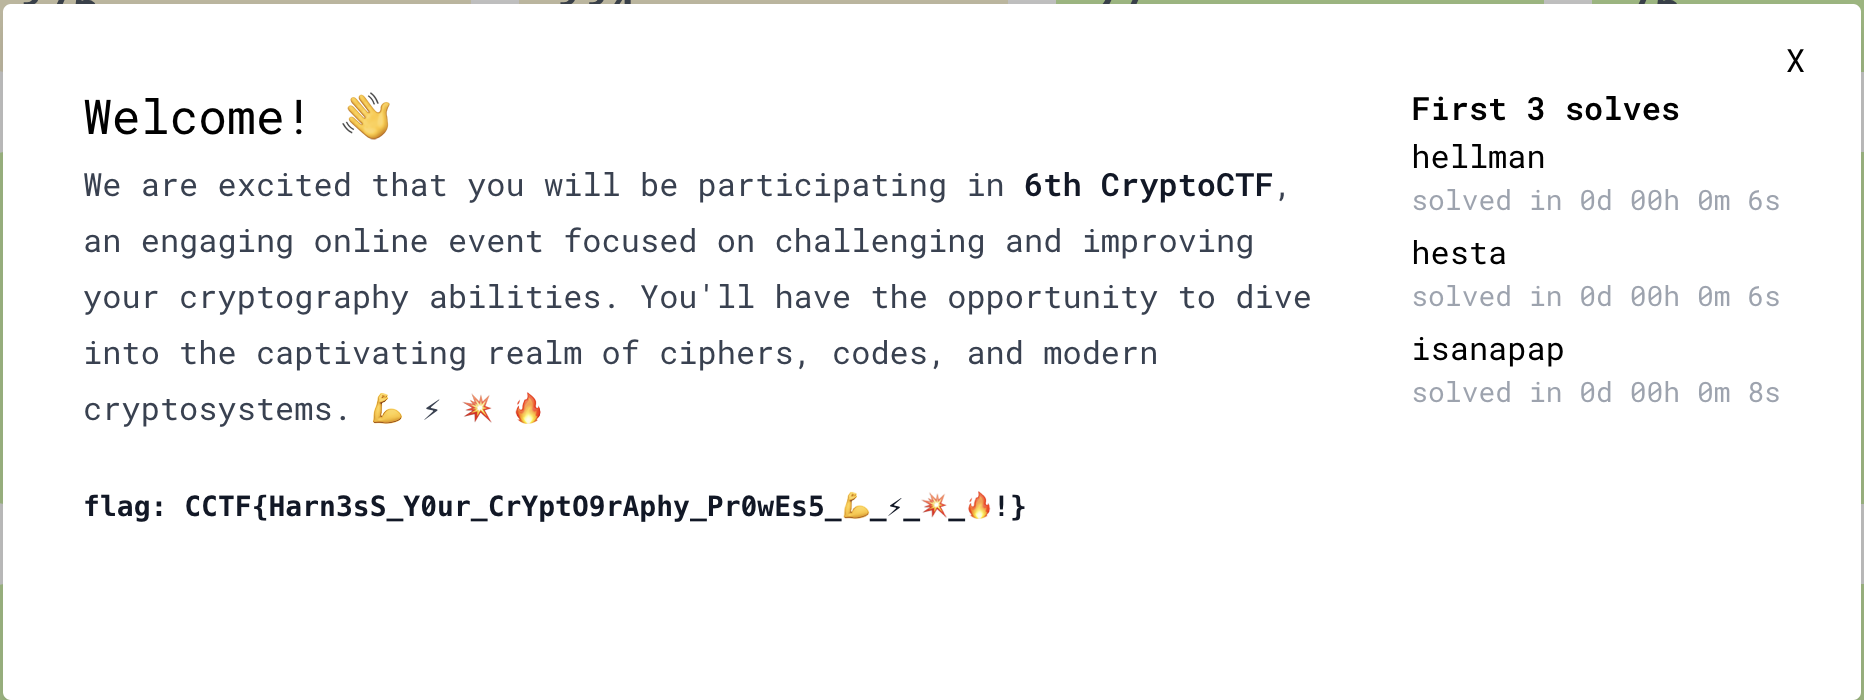 X
Welcome! 👋
We are excited that you will be participating in 6th CryptoCTF,
an engaging online event focused on challenging and improving
your cryptography abilities. You'll have the opportunity to dive
into the captivating realm of ciphers, codes, and modern
cryptosystems. 💪 ⚡ 💥 🔥
flag: CCTF{Harn3sS_Y0ur_CrYptO9rAphy_Pr0wEs5_💪_⚡_💥_🔥!}
First 3 solves
hellman
solved in 0d 00h 0m 6s
hesta
solved in 0d 00h 0m 6s
isanapap
solved in 0d 00h 0m 8s